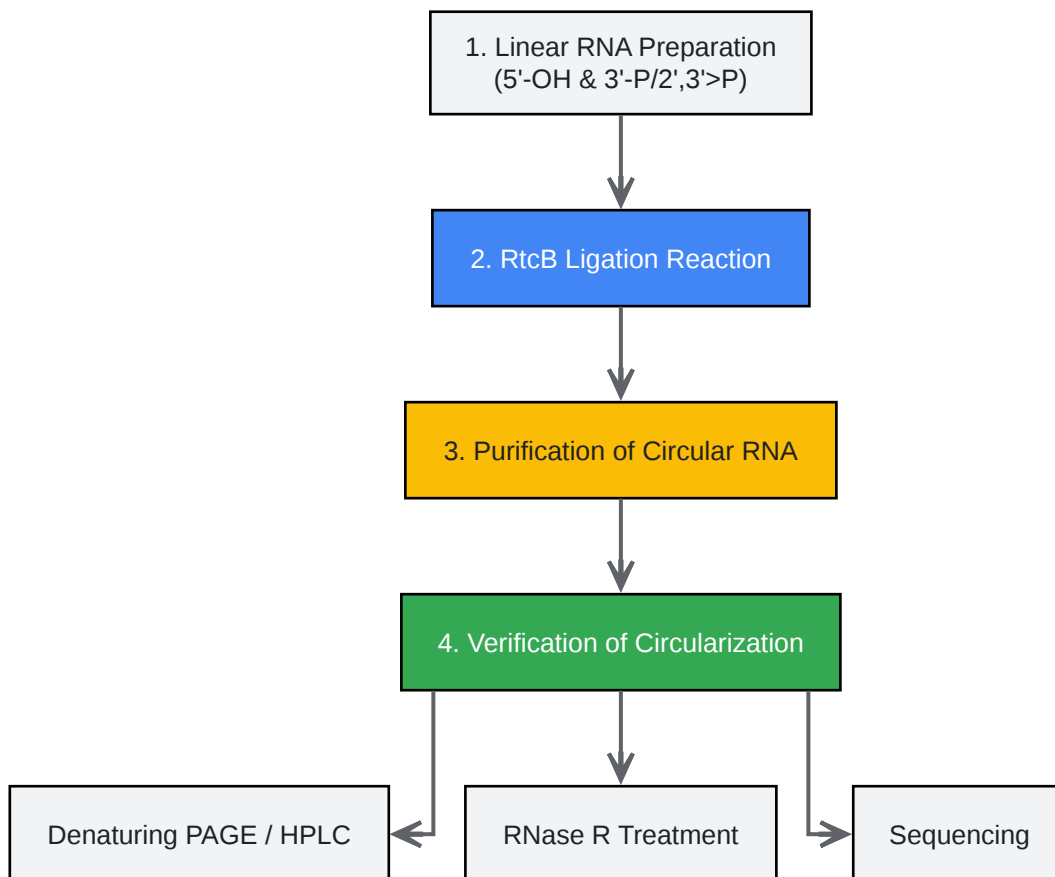 1. Linear RNA Preparation
(5'-OH & 3'-P/2',3'>P)
2. RtcB Ligation Reaction
3. Purification of Circular RNA
4. Verification of Circularization
Denaturing PAGE / HPLC
RNase R Treatment
Sequencing